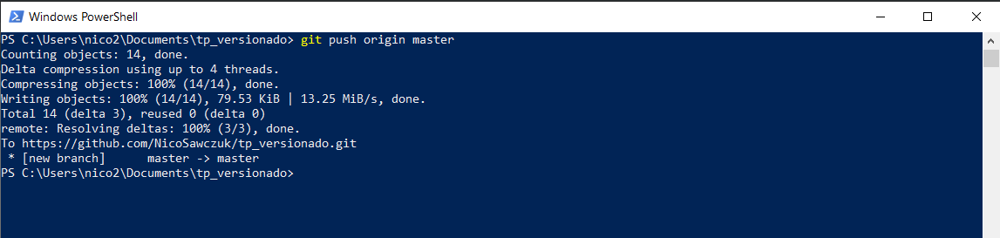 Windows PowerShell
PS C:\Users\nico2\Documents\tp_versionado> git push origin master
Counting objects: 14, done.
Delta compression using up to 4 threads.
Compressing objects: 100% (14/14), done.
Writing objects: 100% (14/14), 79.53 KiB | 13.25 MiB/s, done.
Total 14 (delta 3), reused 0 (delta 0)
remote: Resolving deltas: 100% (3/3), done.
To https://github.com/NicoSawczuk/tp_versionado.git
 * [new branch]      master -> master
PS C:\Users\nico2\Documents\tp_versionado>